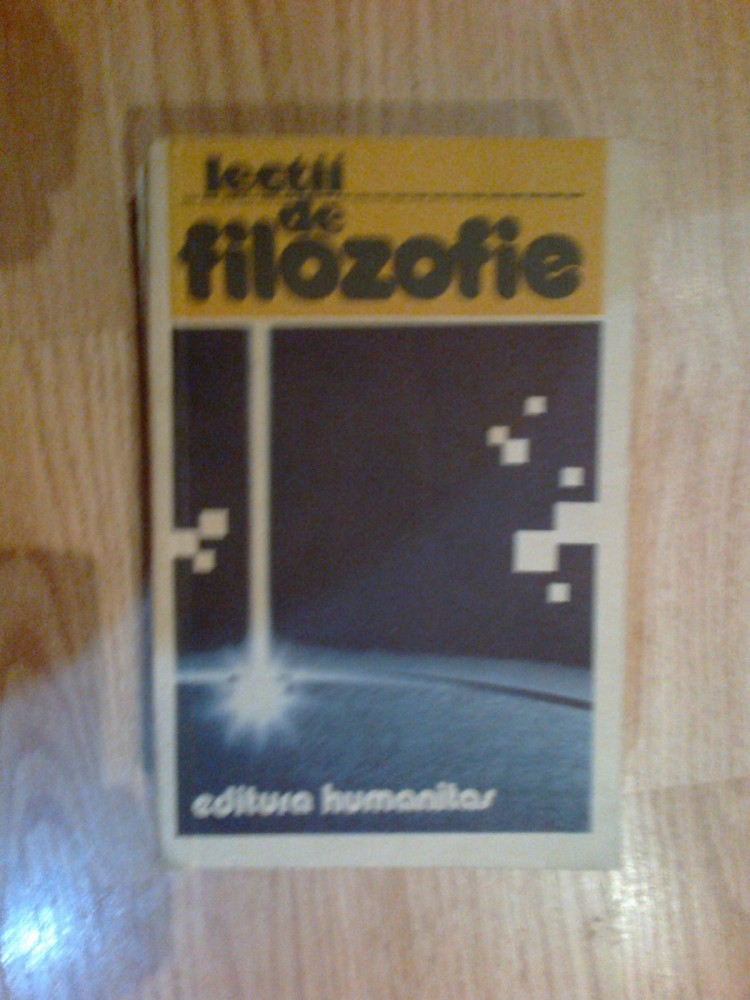 lecții
de
filozofie
editura humanitas